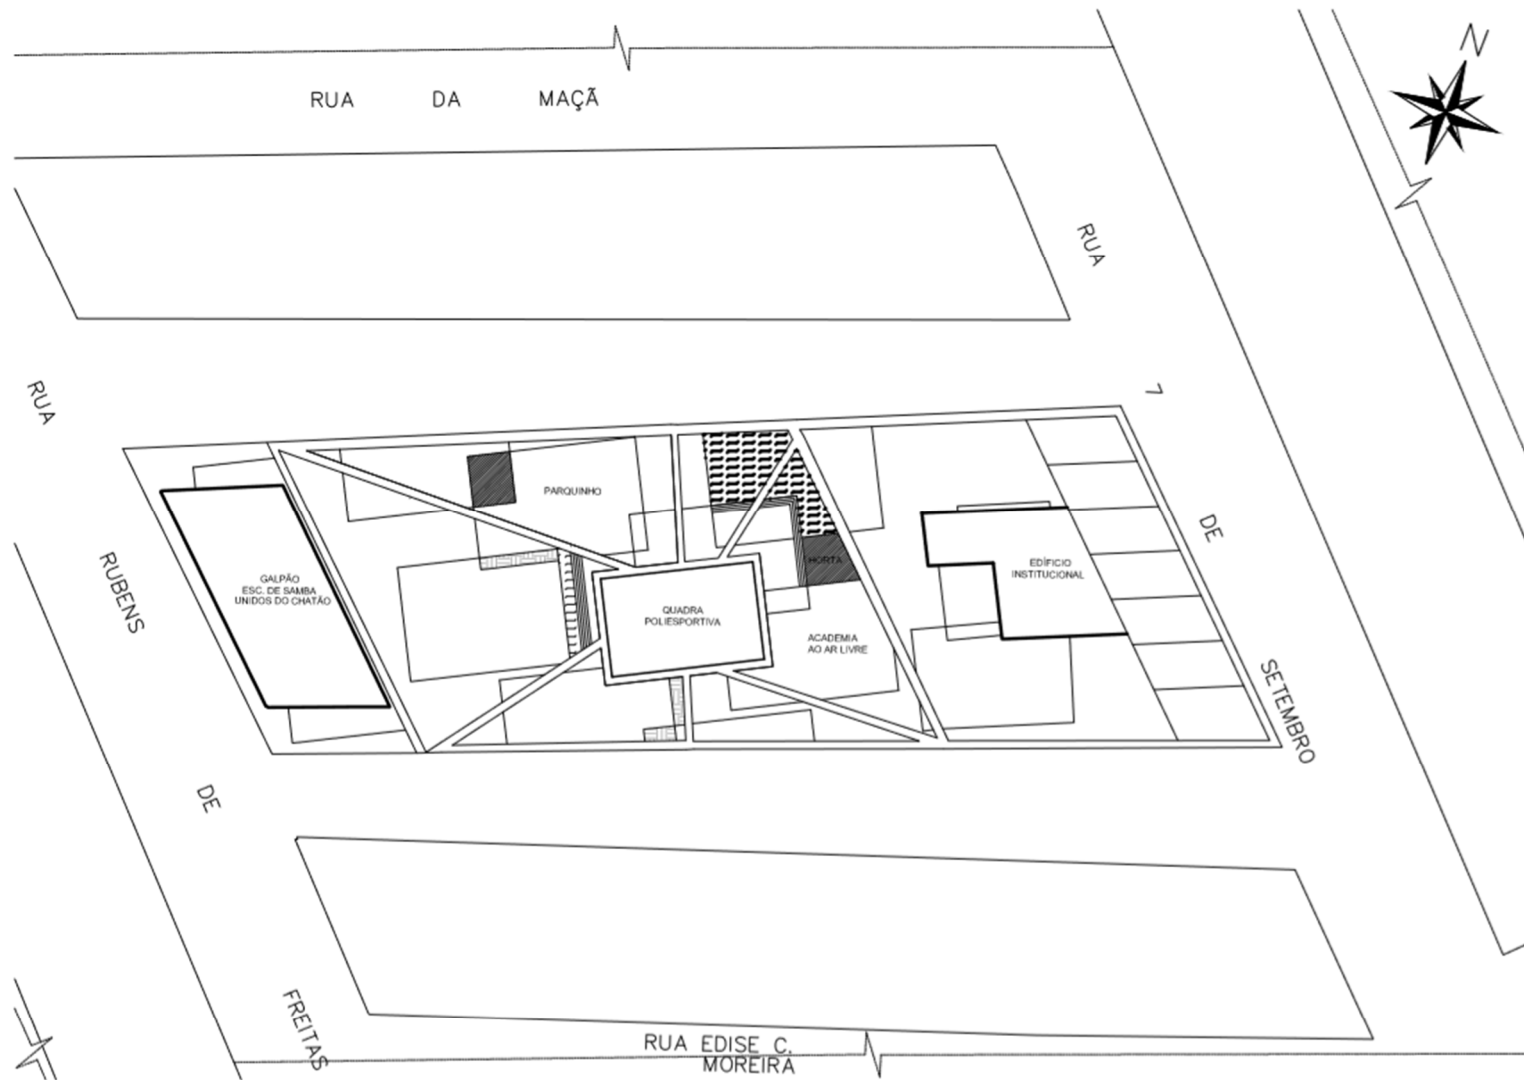 N
RUA DA MAÇÃ
RUA
7
DE
SETEMBRO
RUA
RUBENS
DE
FREITAS
PARQUINHO
HORTA
GALPÃO
ESC. DE SAMBA
UNIDOS DO CHATÃO
QUADRA
POLIESPORTIVA
ACADEMIA
AO AR LIVRE
EDÍFICIO
INSTITUCIONAL
RUA EDISE C.
MOREIRA